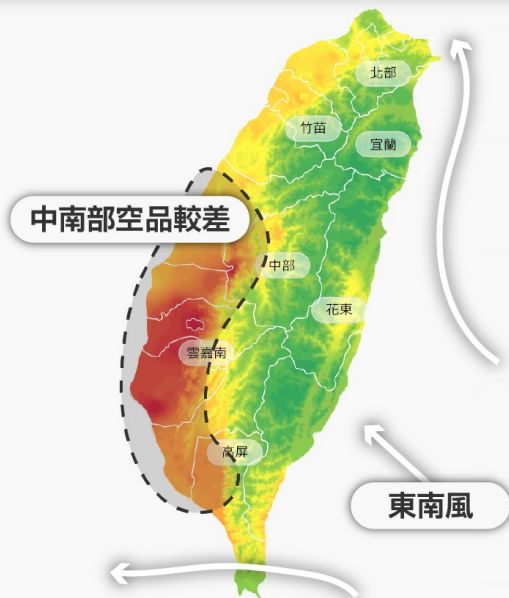 北部
竹苗
宜蘭
中南部空品較差
中部
花東
雲嘉南
高屏
東南風